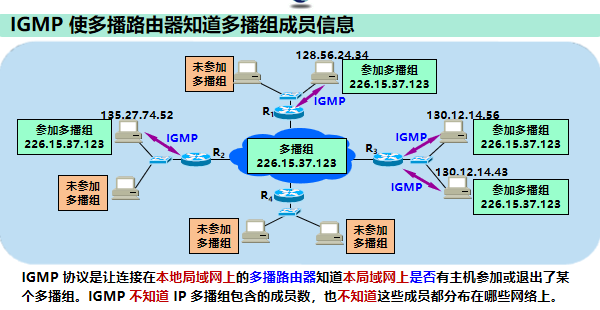 IGMP 使多播路由器知道多播组成员信息
128.56.24.34
未参加
多播组
参加多播组
226.15.37.123
R1
IGMP
135.27.74.52
参加多播组
226.15.37.123
IGMP
R2
未参加
多播组
多播组
226.15.37.123
R3
130.12.14.56
IGMP
参加多播组
226.15.37.123
IGMP
130.12.14.43
参加多播组
226.15.37.123
R4
未参加
多播组
未参加
多播组
IGMP 协议是让连接在本地局域网上的多播路由器知道本局域网上是否有主机参加或退出了某
个多播组。IGMP 不知道 IP 多播组包含的成员数，也不知道这些成员都分布在哪些网络上。